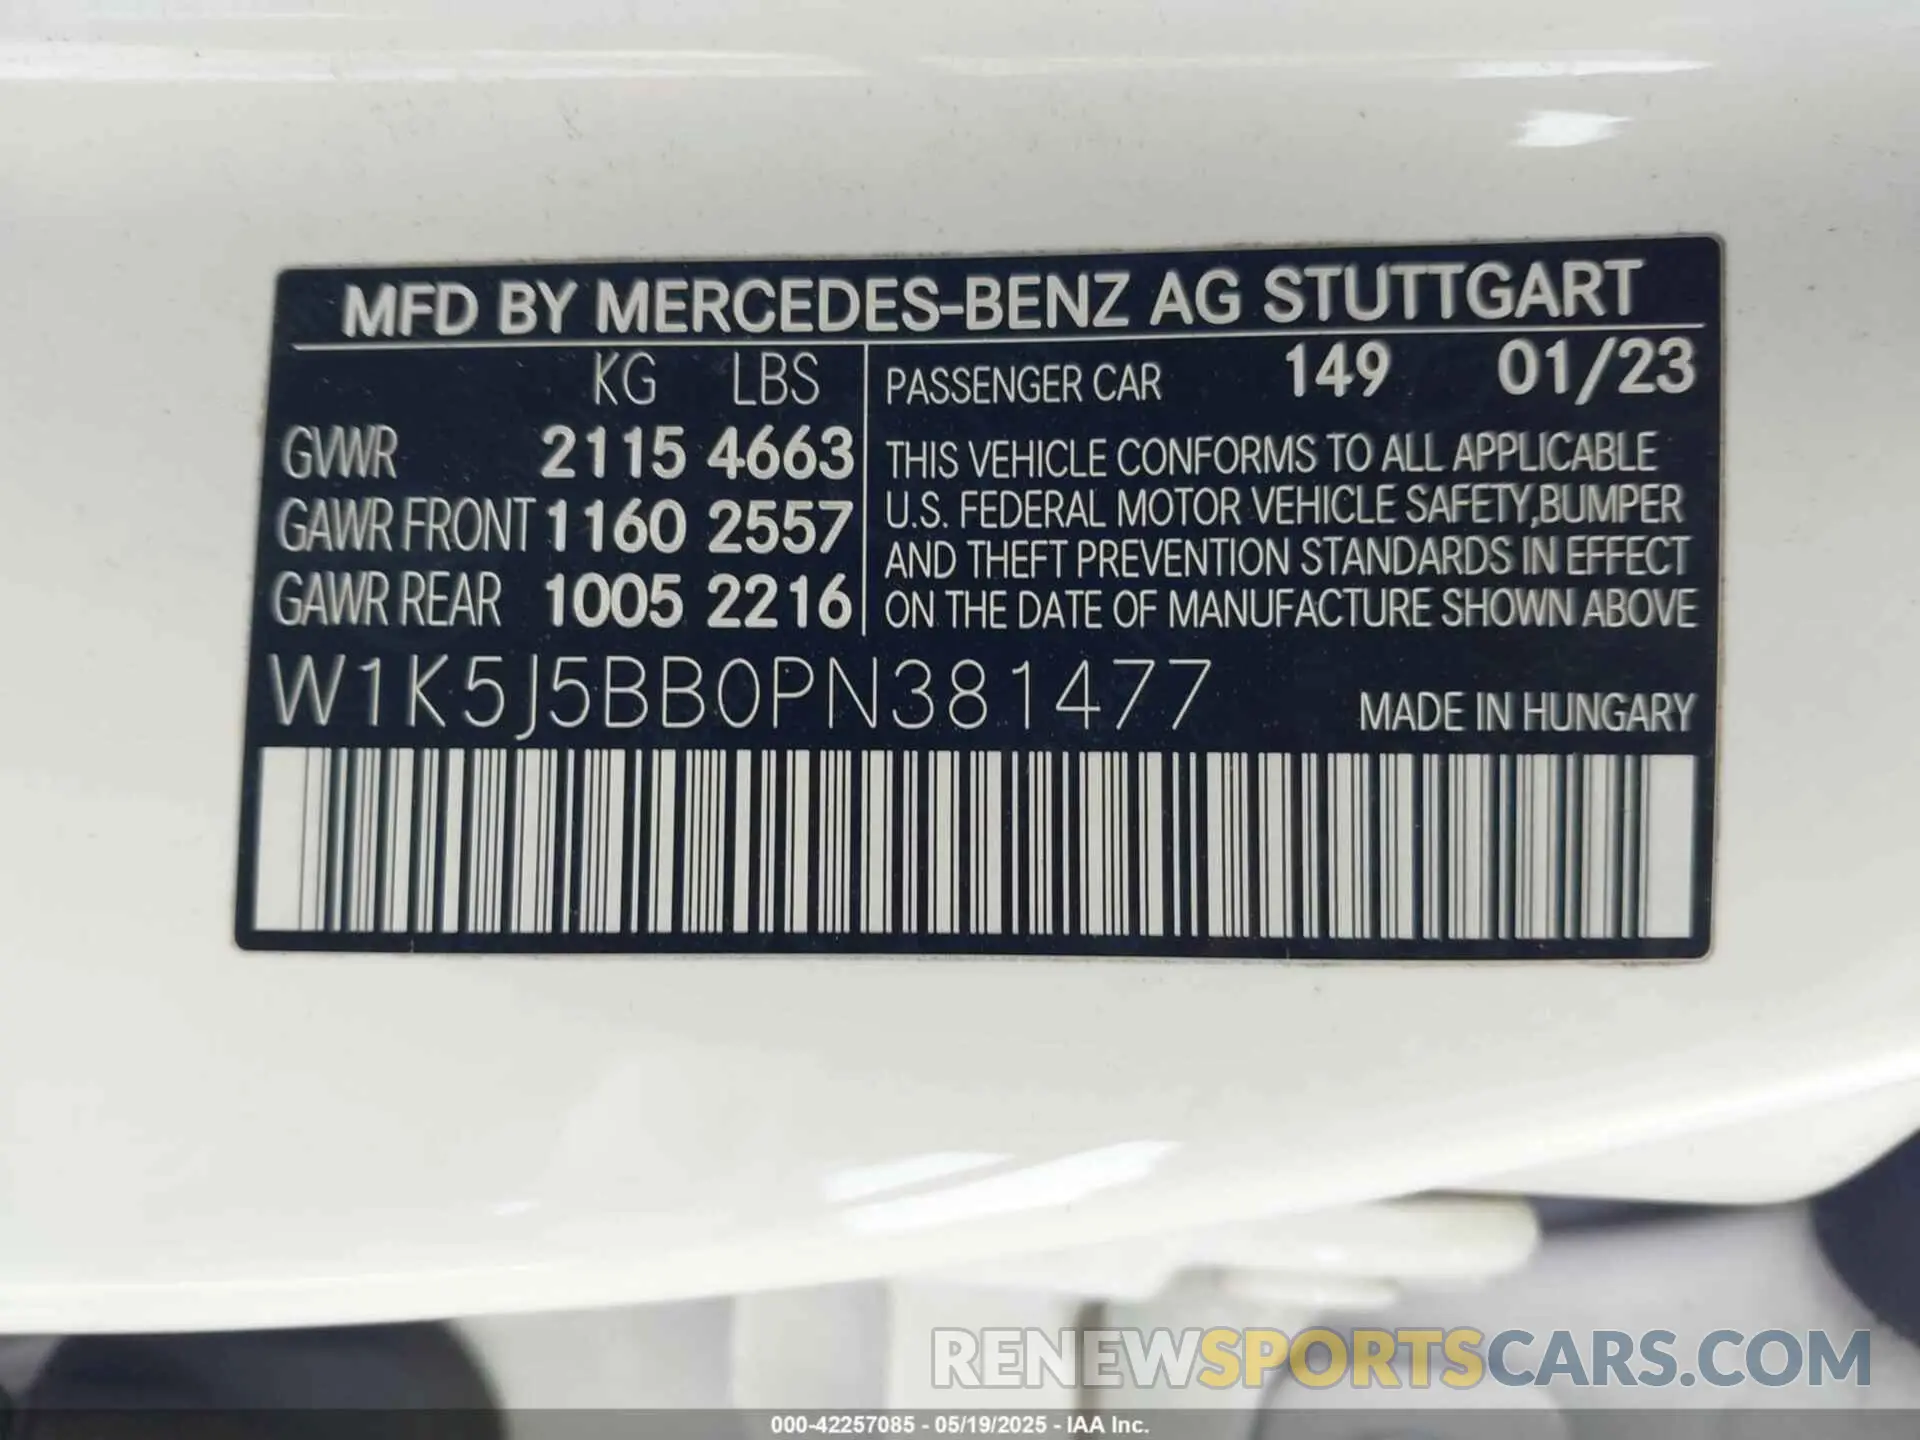 MFD BY MERCEDES-BENZ AG STUTTGART
KG LBS
GVWR 2115 4663
GAWR FRONT 1160 2557
GAWR REAR 1005 2216
PASSENGER CAR 149 01/23
THIS VEHICLE CONFORMS TO ALL APPLICABLE
U.S. FEDERAL MOTOR VEHICLE SAFETY,BUMPER
AND THEFT PREVENTION STANDARDS IN EFFECT
ON THE DATE OF MANUFACTURE SHOWN ABOVE
W1K5J5BB0PN381477
MADE IN HUNGARY
RENEWSPORTSCARS.COM
000-42257085 - 05/19/2025 - IAA Inc.